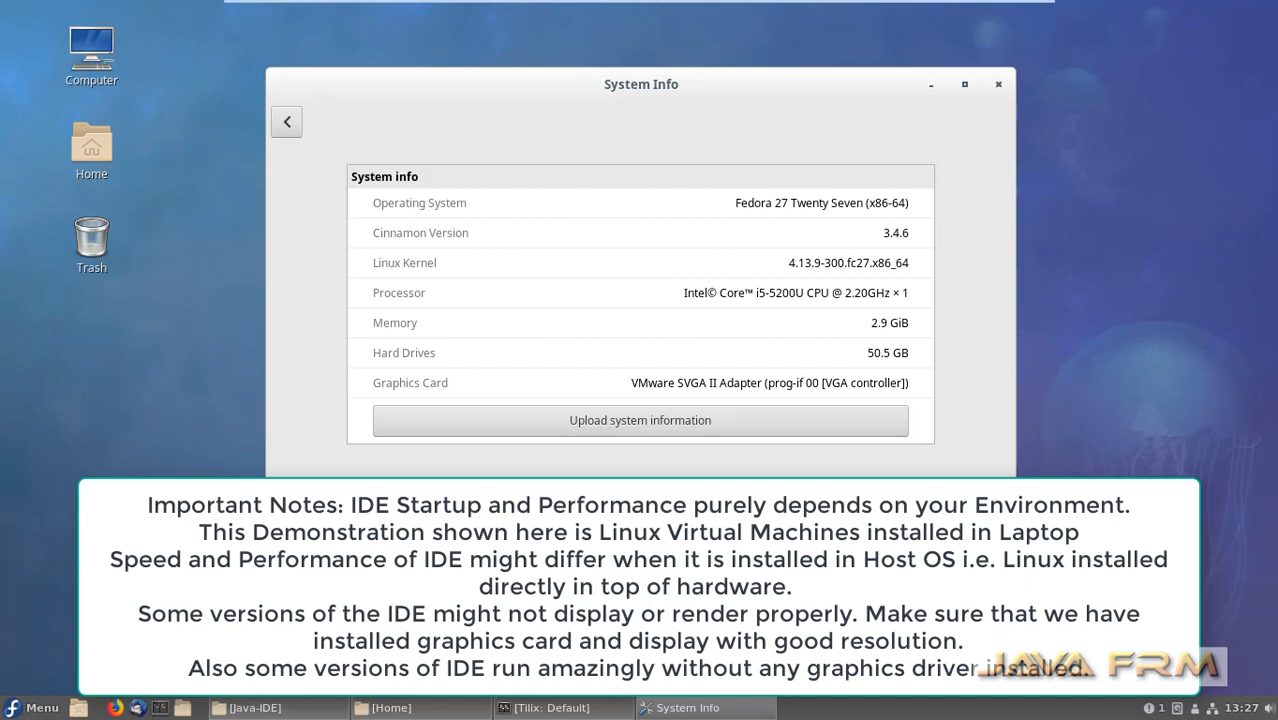 Computer
Home
Trash
System Info
System info
Operating System Fedora 27 Twenty Seven (x86-64)
Cinnamon Version 3.4.6
Linux Kernel 4.13.9-300.fc27.x86_64
Processor Intel© Core™ i5-5200U CPU @ 2.20GHz × 1
Memory 2.9 GiB
Hard Drives 50.5 GB
Graphics Card VMware SVGA II Adapter (prog-if 00 [VGA controller])
Upload system information
Important Notes: IDE Startup and Performance purely depends on your Environment.
This Demonstration shown here is Linux Virtual Machines installed in Laptop
Speed and Performance of IDE might differ when it is installed in Host OS i.e. Linux installed
directly in top of hardware.
Some versions of the IDE might not display or render properly. Make sure that we have
installed graphics card and display with good resolution.
Also some versions of IDE run amazingly without any graphics driver installed.
JAVA FRM
Menu [Java-IDE] [Home] [Tilix: Default] System Info 1 13:27